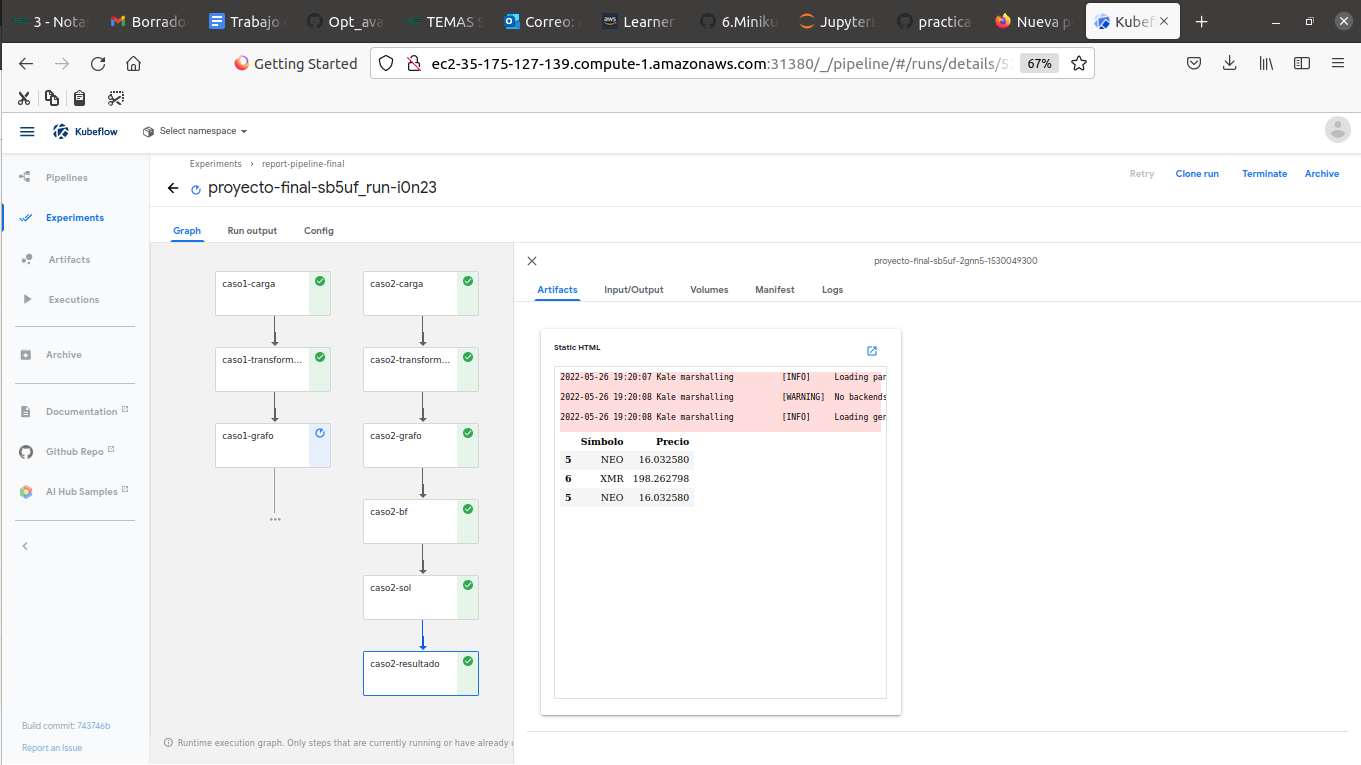 3 - Notas
Borrado
Trabajo
Opt_ava
TEMAS S
Correo:
Learner
6.Miniku
Jupyter
practica
Nueva p
Kubef
Getting Started
ec2-35-175-127-139.compute-1.amazonaws.com:31380/_/pipeline/#/runs/details/5
67%
Kubeflow
Select namespace
Pipelines
Experiments
Artifacts
Executions
Archive
Documentation
Github Repo
AI Hub Samples
Build commit: 743746b
Report an Issue
Experiments › report-pipeline-final
proyecto-final-sb5uf_run-i0n23
Retry
Clone run
Terminate
Archive
Graph
Run output
Config
caso1-carga
caso2-carga
caso1-transform...
caso2-transform...
caso1-grafo
caso2-grafo
caso2-bf
caso2-sol
caso2-resultado
Runtime execution graph. Only steps that are currently running or have already c
proyecto-final-sb5uf-2gnn5-1530049300
Artifacts
Input/Output
Volumes
Manifest
Logs
Static HTML
2022-05-26 19:20:07 Kale marshalling [INFO] Loading par
2022-05-26 19:20:08 Kale marshalling [WARNING] No backends
2022-05-26 19:20:08 Kale marshalling [INFO] Loading gen
Símbolo Precio
5 NEO 16.032580
6 XMR 198.262798
5 NEO 16.032580